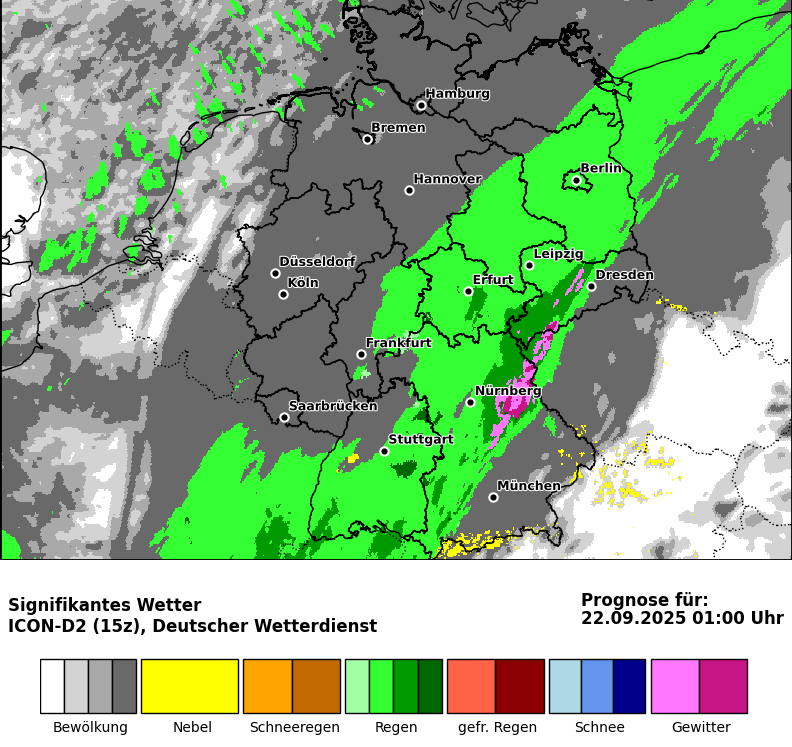 Hamburg
Bremen
Berlin
Hannover
Leipzig
Düsseldorf
Dresden
Köln
Erfurt
Frankfurt
Nürnberg
Saarbrücken
Stuttgart
München
Signifikantes Wetter
ICON-D2 (15z), Deutscher Wetterdienst
Prognose für:
22.09.2025 01:00 Uhr
Bewölkung
Nebel
Schneeregen
Regen
gefr. Regen
Schnee
Gewitter